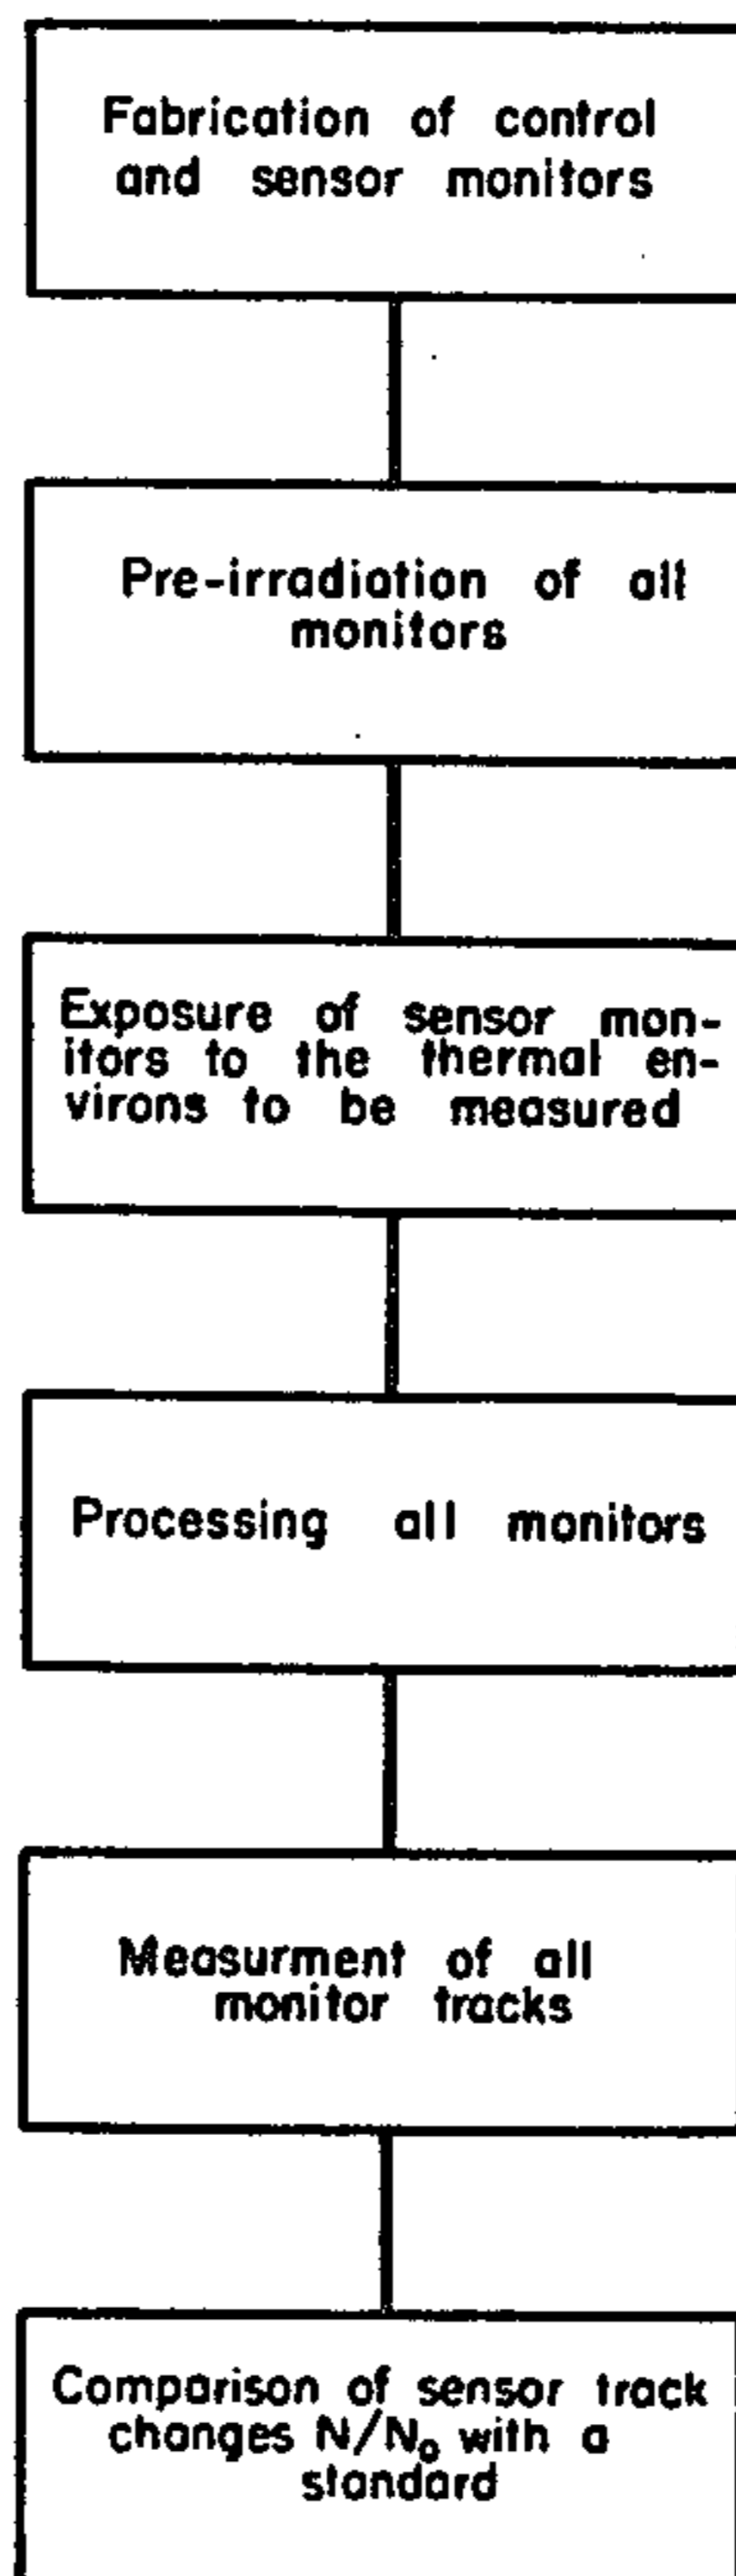 Fabrication of control
and sensor monitors
Pre-irradiation of all
monitors
Exposure of sensor mon-
itors to the thermal en-
virons to be measured
Processing all monitors
Measurment of all
monitor tracks
Comparison of sensor track
changes N/N₀ with a
standard